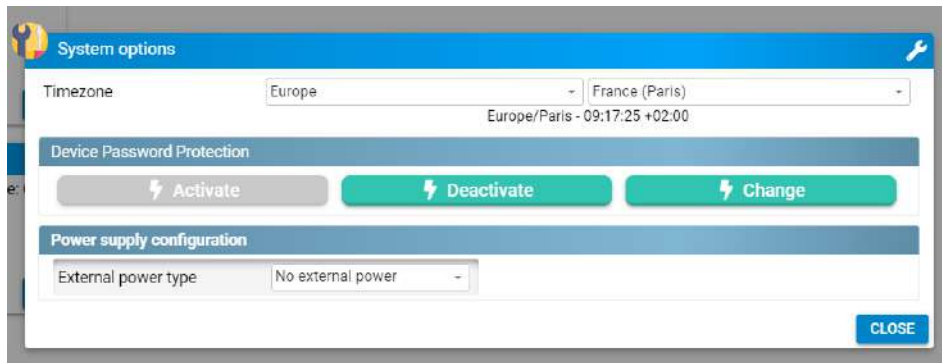 System options
Timezone Europe France (Paris)
Europe/Paris - 09:17:25 +02:00
Device Password Protection
Activate Deactivate Change
Power supply configuration
External power type No external power
CLOSE